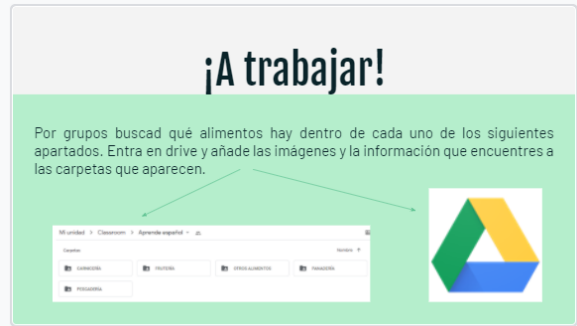 ¡A trabajar!
Por grupos buscad qué alimentos hay dentro de cada uno de los siguientes
apartados. Entra en drive y añade las imágenes y la información que encuentres a
las carpetas que aparecen.
Mi unidad > Classroom > Aprende español
Carpetas
Nombre
CARNICERÍA
FRUTERÍA
OTROS ALIMENTOS
PANADERÍA
PESCADERÍA